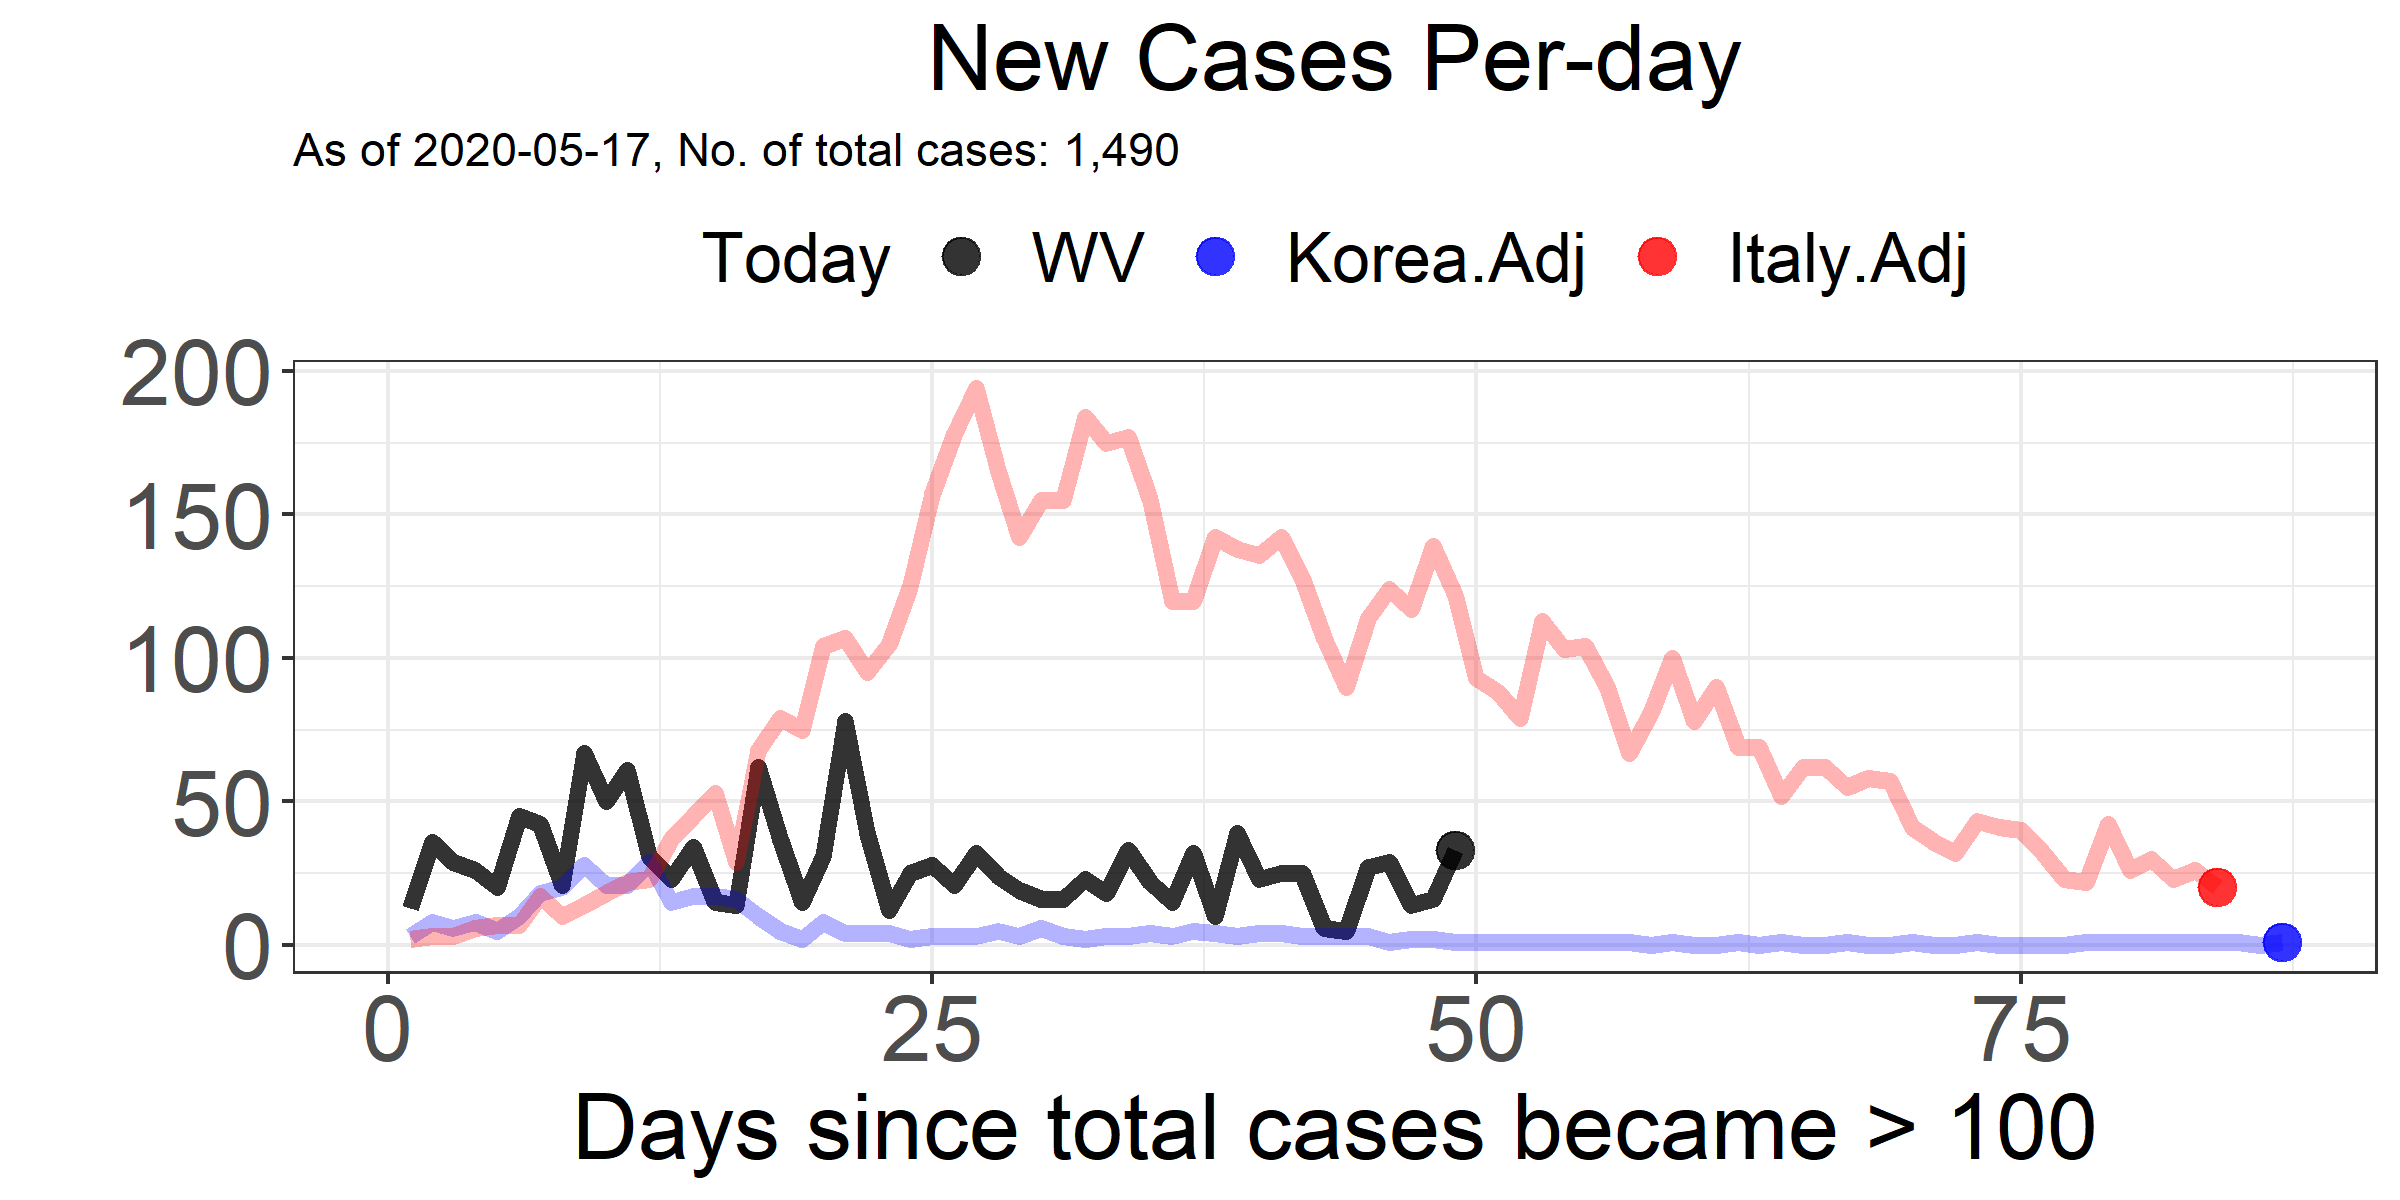 New Cases Per-day
As of 2020-05-17, No. of total cases: 1,490
Today WV Korea.Adj Italy.Adj
200
150
100
50
0
0 25 50 75
Days since total cases became > 100